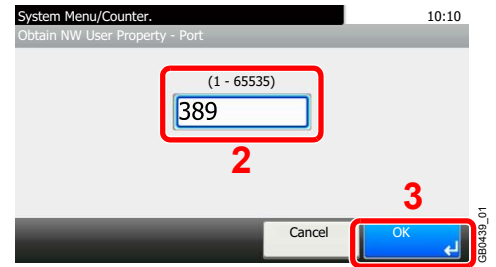 System Menu/Counter.
10:10
Obtain NW User Property - Port
(1 - 65535)
389
2
3
Cancel
OK
GB0439_01